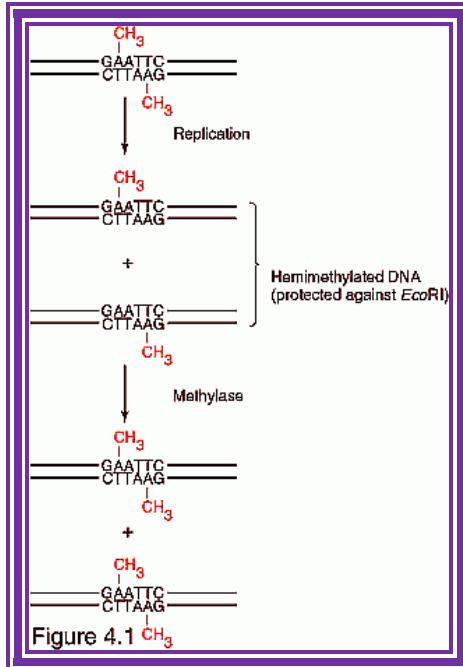 CH3
GAATTC
CTTAAG
CH3
Replication
CH3
GAATTC
CTTAAG
+
Hemimethylated DNA
(protected against EcoRI)
GAATTC
CTTAAG
CH3
Methylase
CH3
GAATTC
CTTAAG
CH3
+
CH3
GAATTC
CTTAAG
Figure 4.1 CH3